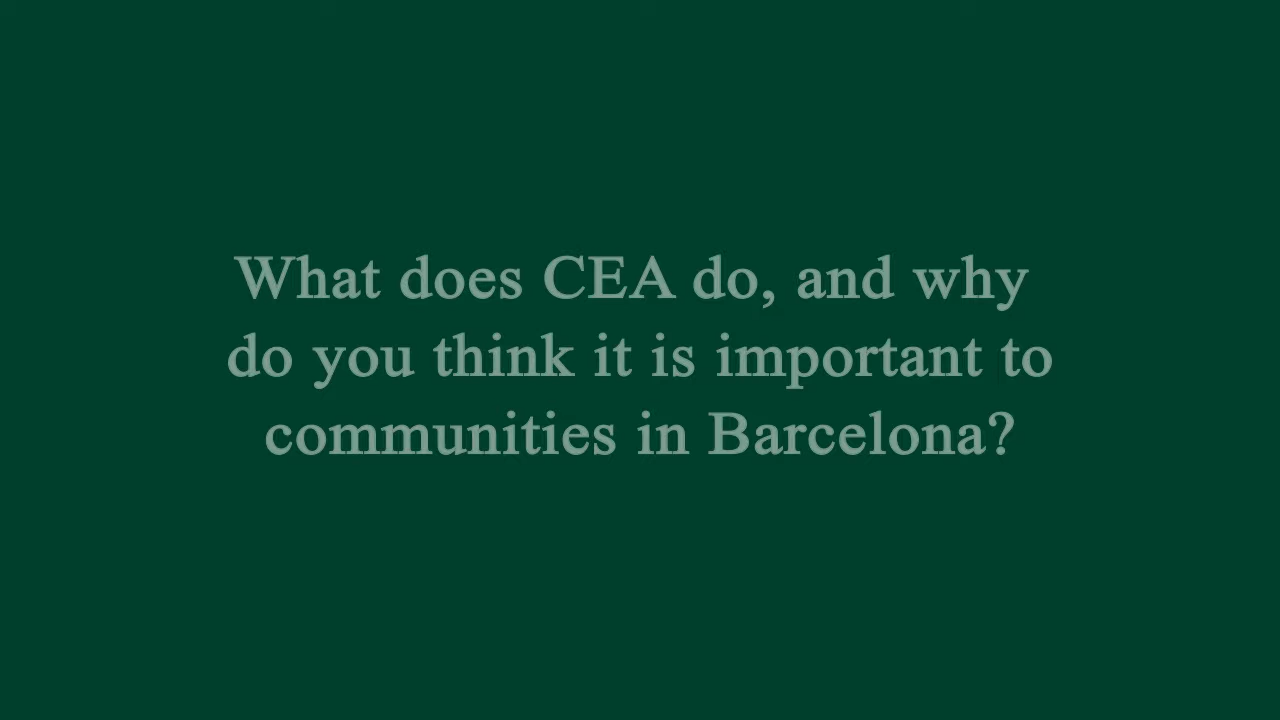 What does CEA do, and why
do you think it is important to
communities in Barcelona?